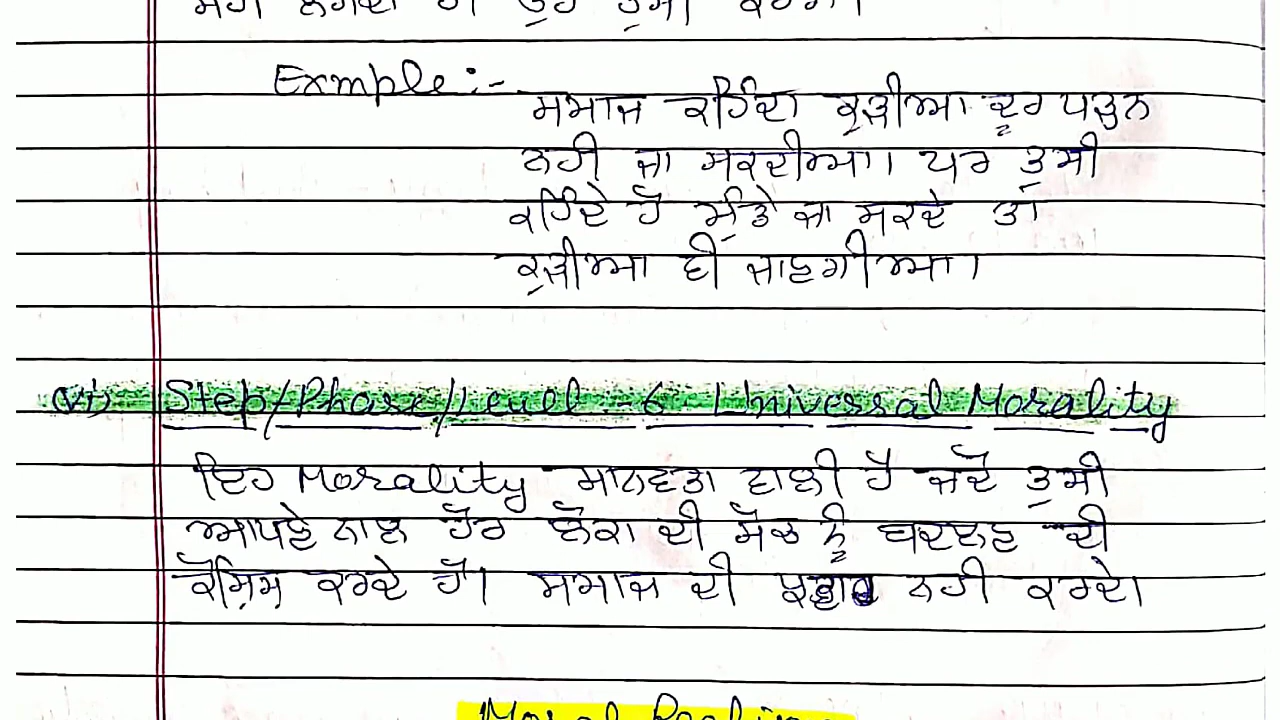 ਤੁਸੀ
Exmple :-
ਸਮਾਜ ਕਹਿੰਦਾ ਕੁੜੀਆ ਦੂਰ ਪੜ੍ਹਨ
ਨਹੀ ਜਾ ਸਕਦੀਆ। ਪਰ ਤੁਸੀ
ਕਹਿੰਦੇ ਹੋ ਮੁੰਡੇ ਜਾ ਸਕਦੇ ਤਾਂ
ਕੁੜੀਆ ਵੀ ਜਾਣਗੀਆ।
(vi) Step/Phase/Level :- 6 Universal Morality
ਇਹ Morality ਮਾਨਵਤਾ ਵਾਲੀ ਹੈ ਜਦੋ ਤੁਸੀ
ਆਪਣੇ ਨਾਲ ਹੋਰ ਲੋਕਾ ਦੀ ਸੋਚ ਨੂੰ ਬਦਲਣ ਦੀ
ਕੋਸ਼ਿਸ਼ ਕਰਦੇ ਹੋ। ਸਮਾਜ ਦੀ ਪ੍ਰਵਾਹ ਨਹੀ ਕਰਦੇ।
Moral